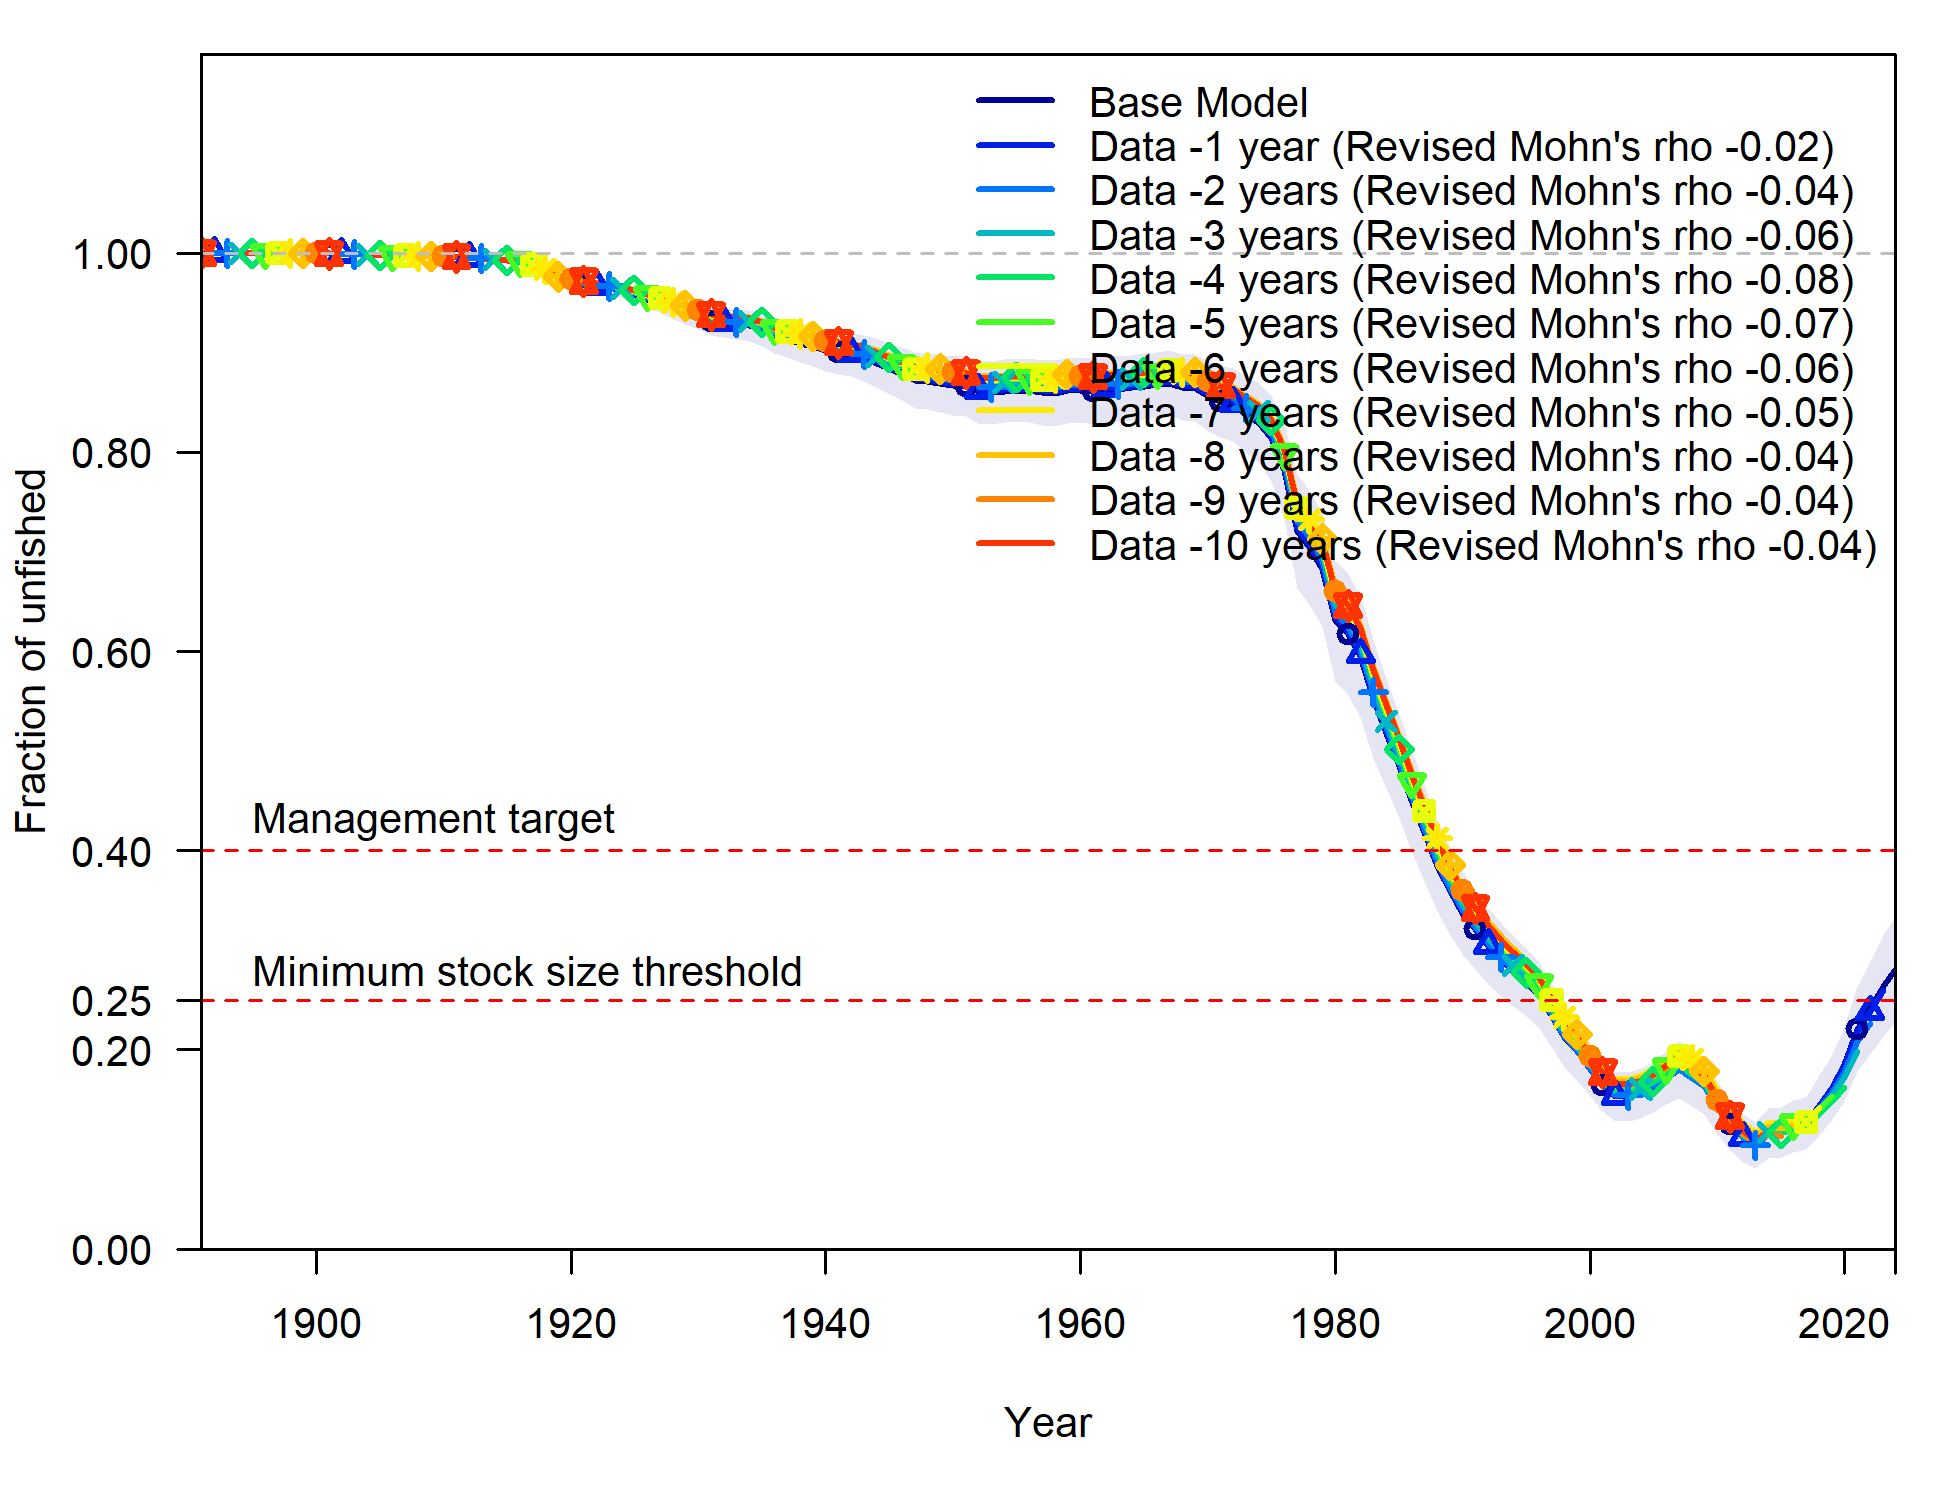 Base Model
Data -1 year (Revised Mohn's rho -0.02)
Data -2 years (Revised Mohn's rho -0.04)
Data -3 years (Revised Mohn's rho -0.06)
Data -4 years (Revised Mohn's rho -0.08)
Data -5 years (Revised Mohn's rho -0.07)
Data -6 years (Revised Mohn's rho -0.06)
Data -7 years (Revised Mohn's rho -0.05)
Data -8 years (Revised Mohn's rho -0.04)
Data -9 years (Revised Mohn's rho -0.04)
Data -10 years (Revised Mohn's rho -0.04)
Fraction of unfished
1.00
0.80
0.60
0.40
0.25
0.20
0.00
Management target
Minimum stock size threshold
1900
1920
1940
1960
1980
2000
2020
Year